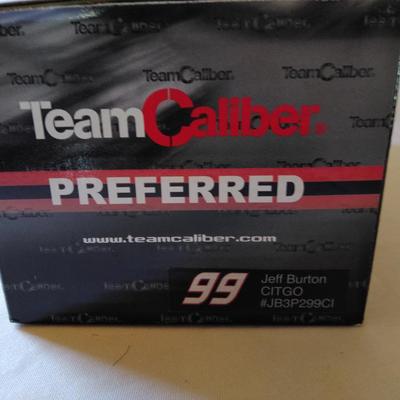 TeamCaliber®
PREFERRED
www.teamcaliber.com
99
Jeff Burton
CITGO
#JB3P299CI